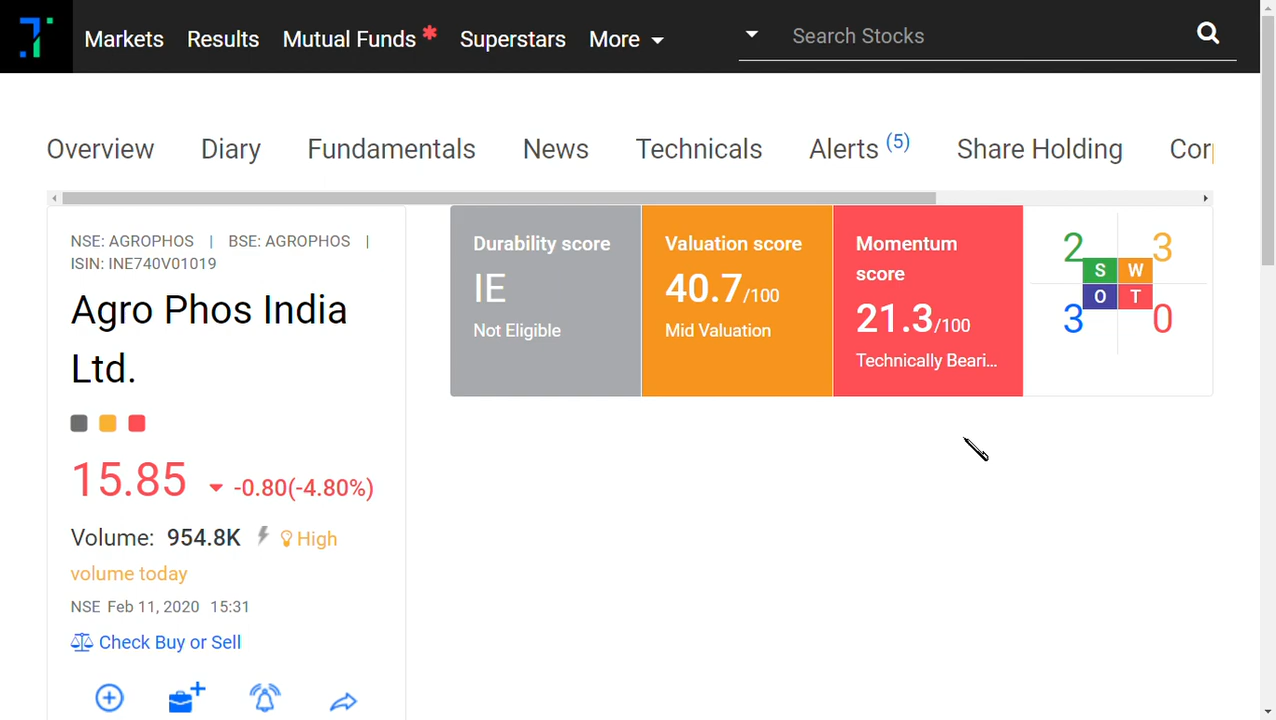 Markets Results Mutual Funds * Superstars More Search Stocks
Overview Diary Fundamentals News Technicals Alerts (5) Share Holding Cor
NSE: AGROPHOS | BSE: AGROPHOS |
ISIN: INE740V01019
Agro Phos India
Ltd.
15.85 -0.80(-4.80%)
Volume: 954.8K High
volume today
NSE Feb 11, 2020 15:31
Check Buy or Sell
Durability score
IE
Not Eligible
Valuation score
40.7/100
Mid Valuation
Momentum
score
21.3/100
Technically Beari...
2 3
S W
O T
3 0